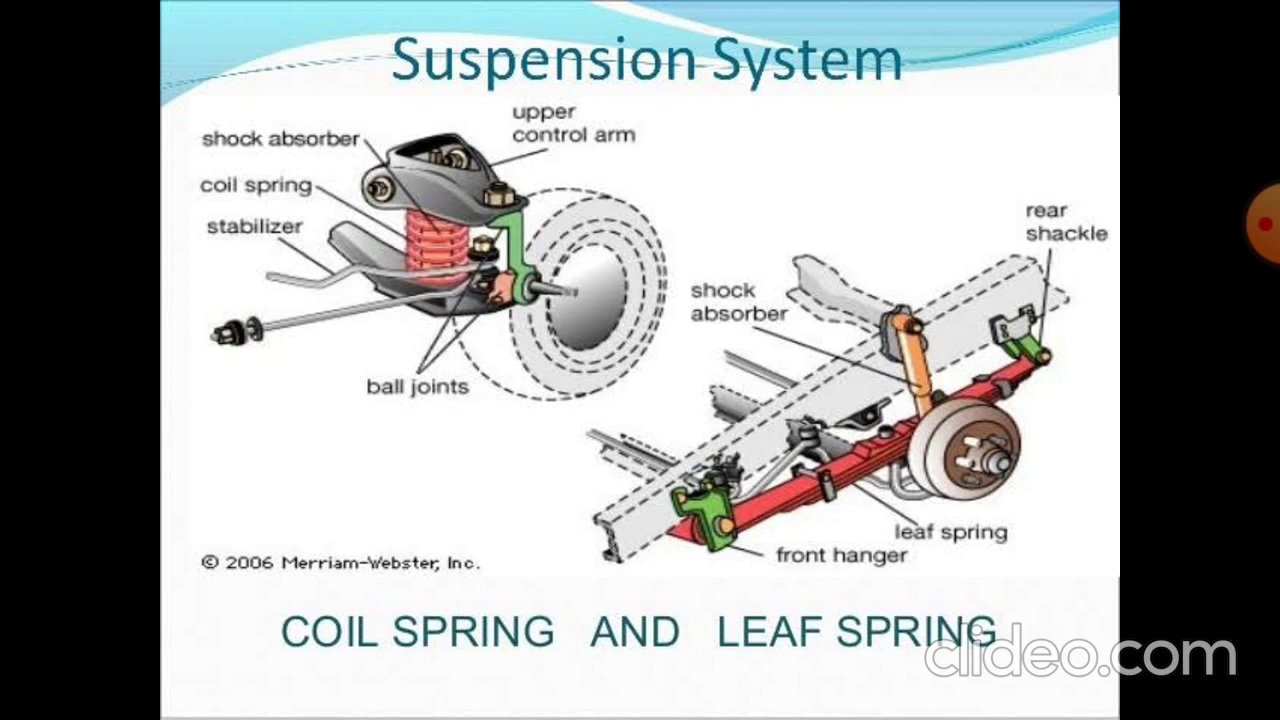 Suspension System
upper
control arm
shock absorber
coil spring
stabilizer
ball joints
rear
shackle
shock
absorber
leaf spring
front hanger
© 2006 Merriam-Webster, Inc.
COIL SPRING AND LEAF SPRING
clideo.com